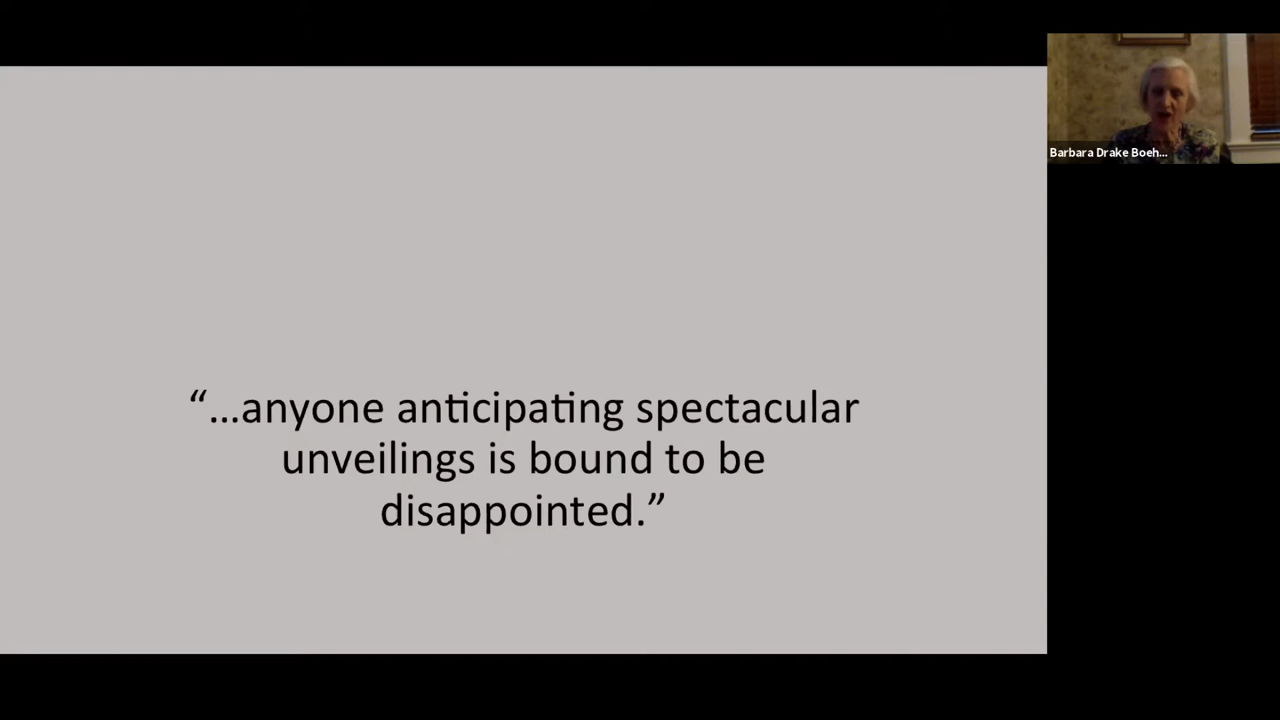 “...anyone anticipating spectacular
unveilings is bound to be
disappointed.”
Barbara Drake Boeh...